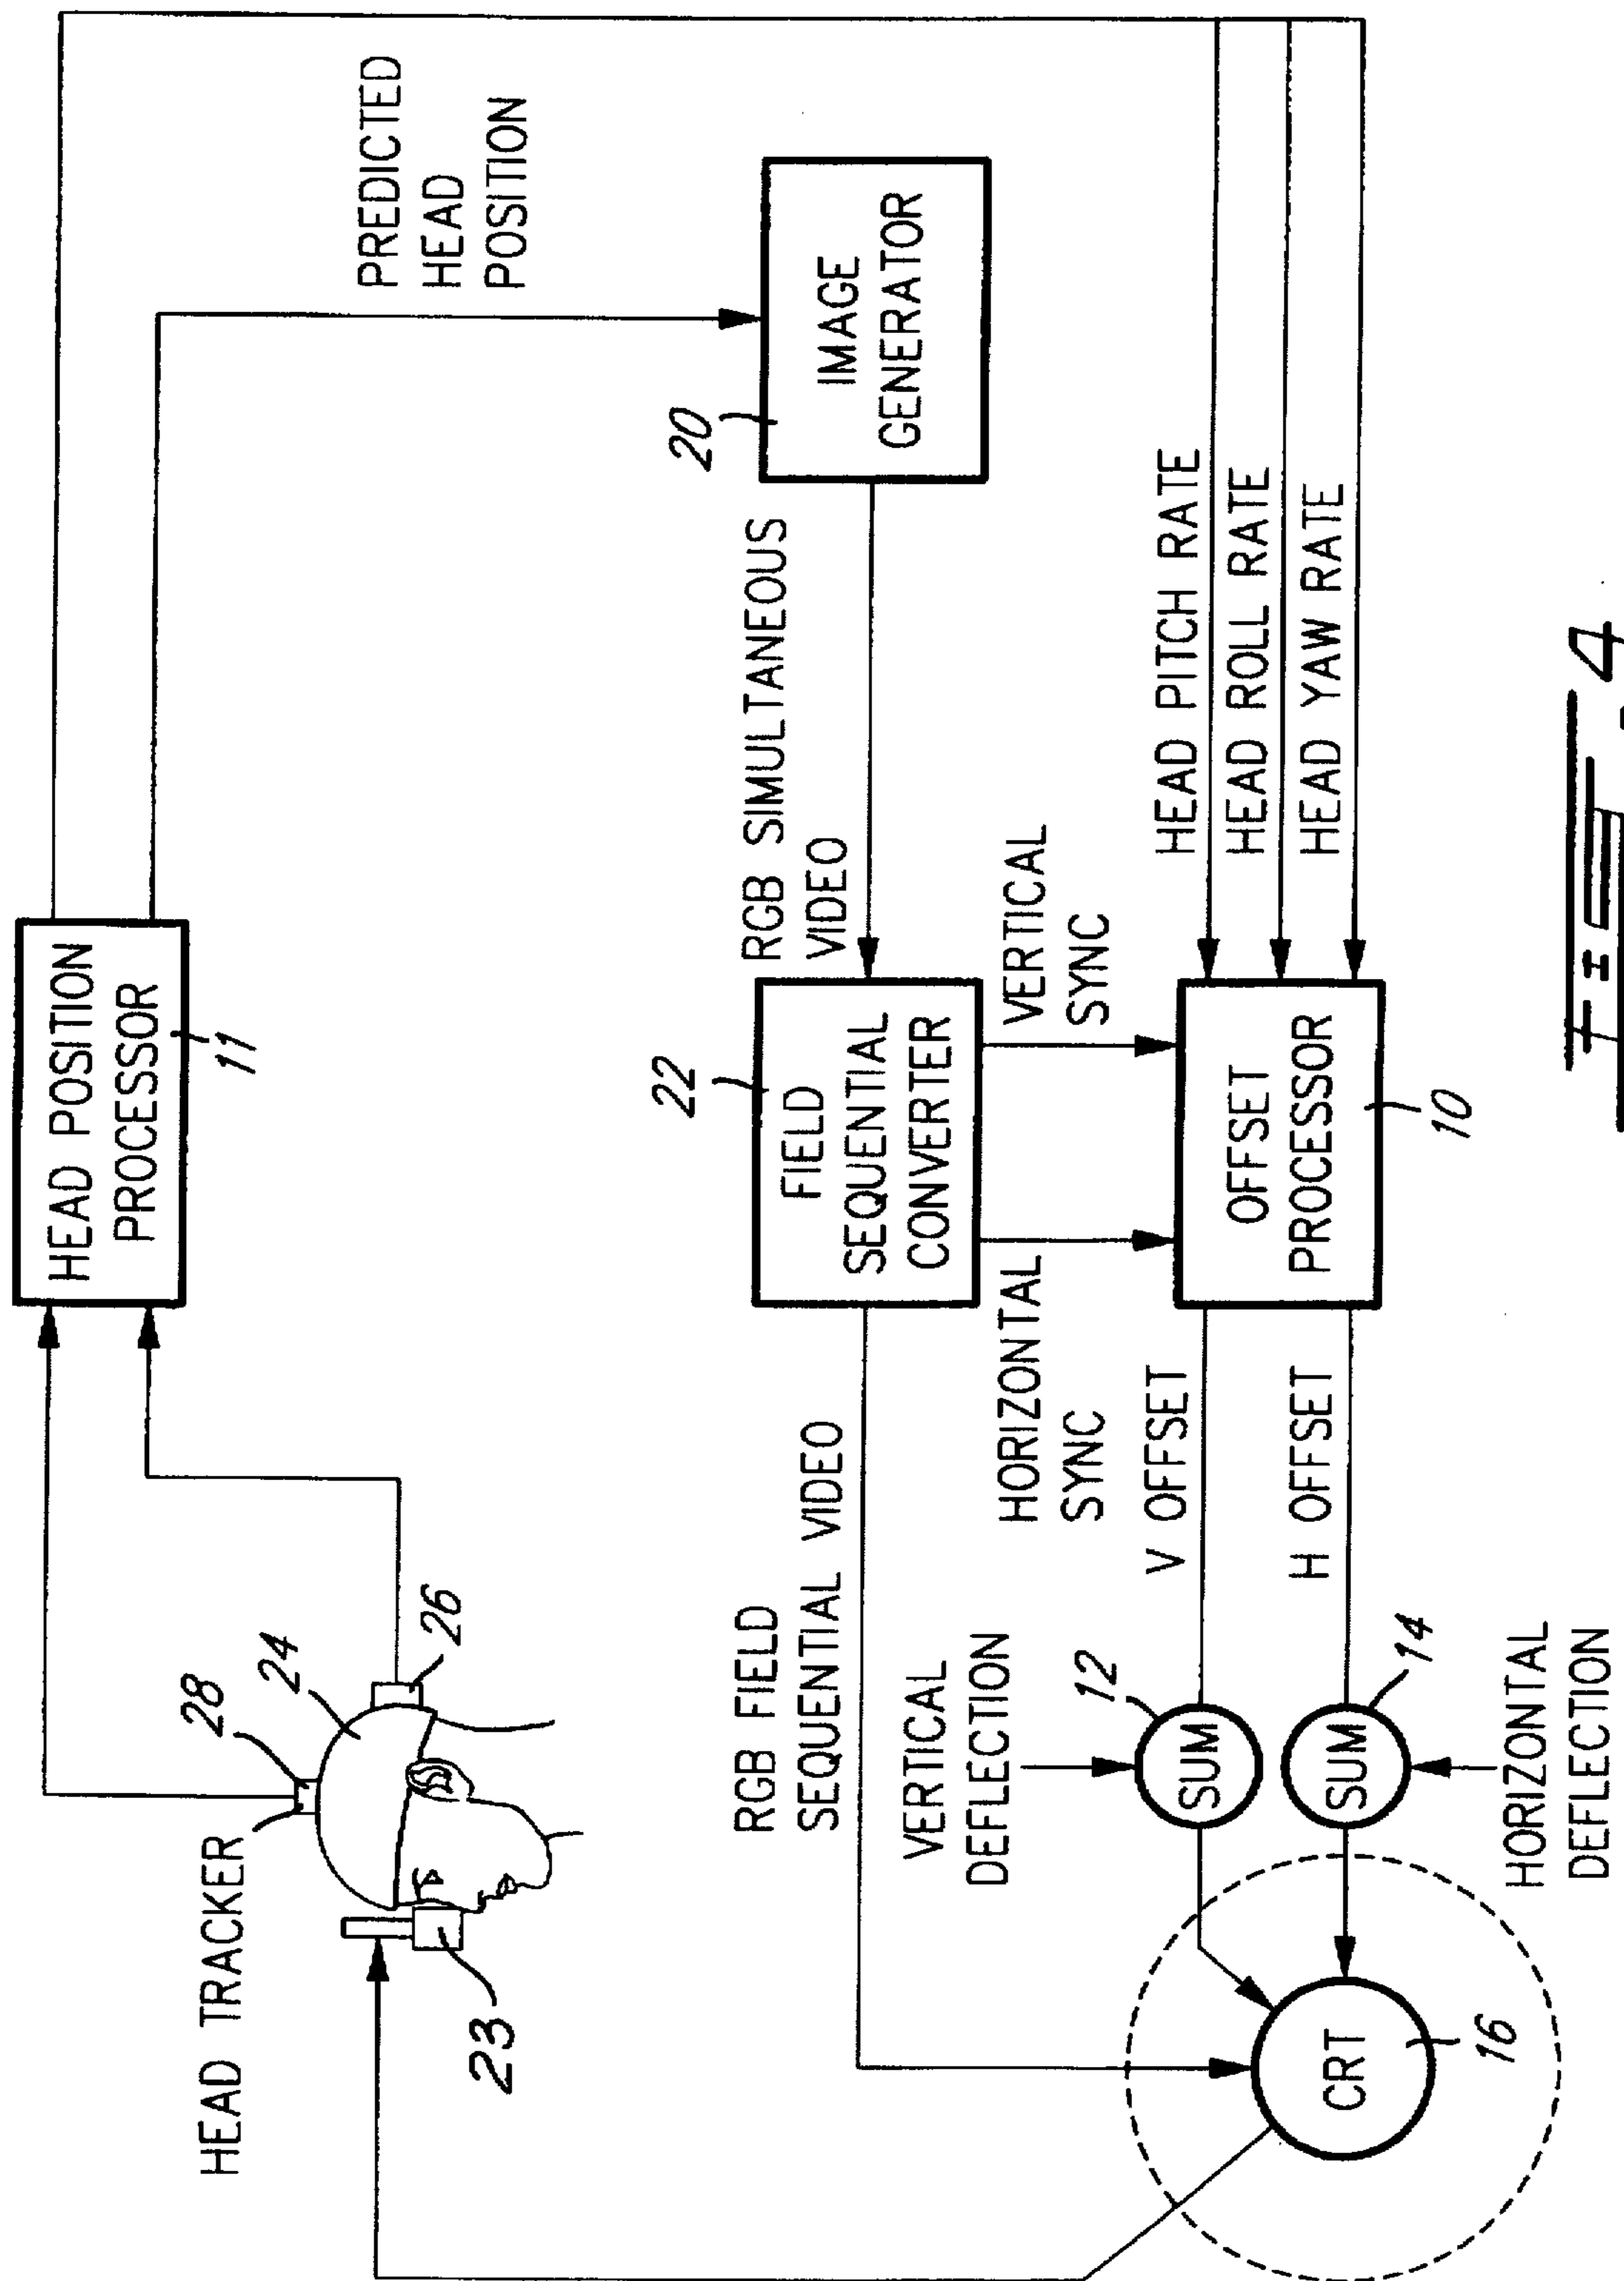 HEAD TRACKER
28
24
26
23
HEAD POSITION
PROCESSOR
11
PREDICTED
HEAD
POSITION
RGB FIELD
SEQUENTIAL VIDEO
22
FIELD
SEQUENTIAL
CONVERTER
RGB SIMULTANEOUS
VIDEO
20
IMAGE
GENERATOR
VERTICAL
DEFLECTION
HORIZONTAL
SYNC
VERTICAL
SYNC
12
SUM
V OFFSET
OFFSET
PROCESSOR
10
HEAD PITCH RATE
HEAD ROLL RATE
HEAD YAW RATE
CRT
16
SUM
14
H OFFSET
HORIZONTAL
DEFLECTION
4